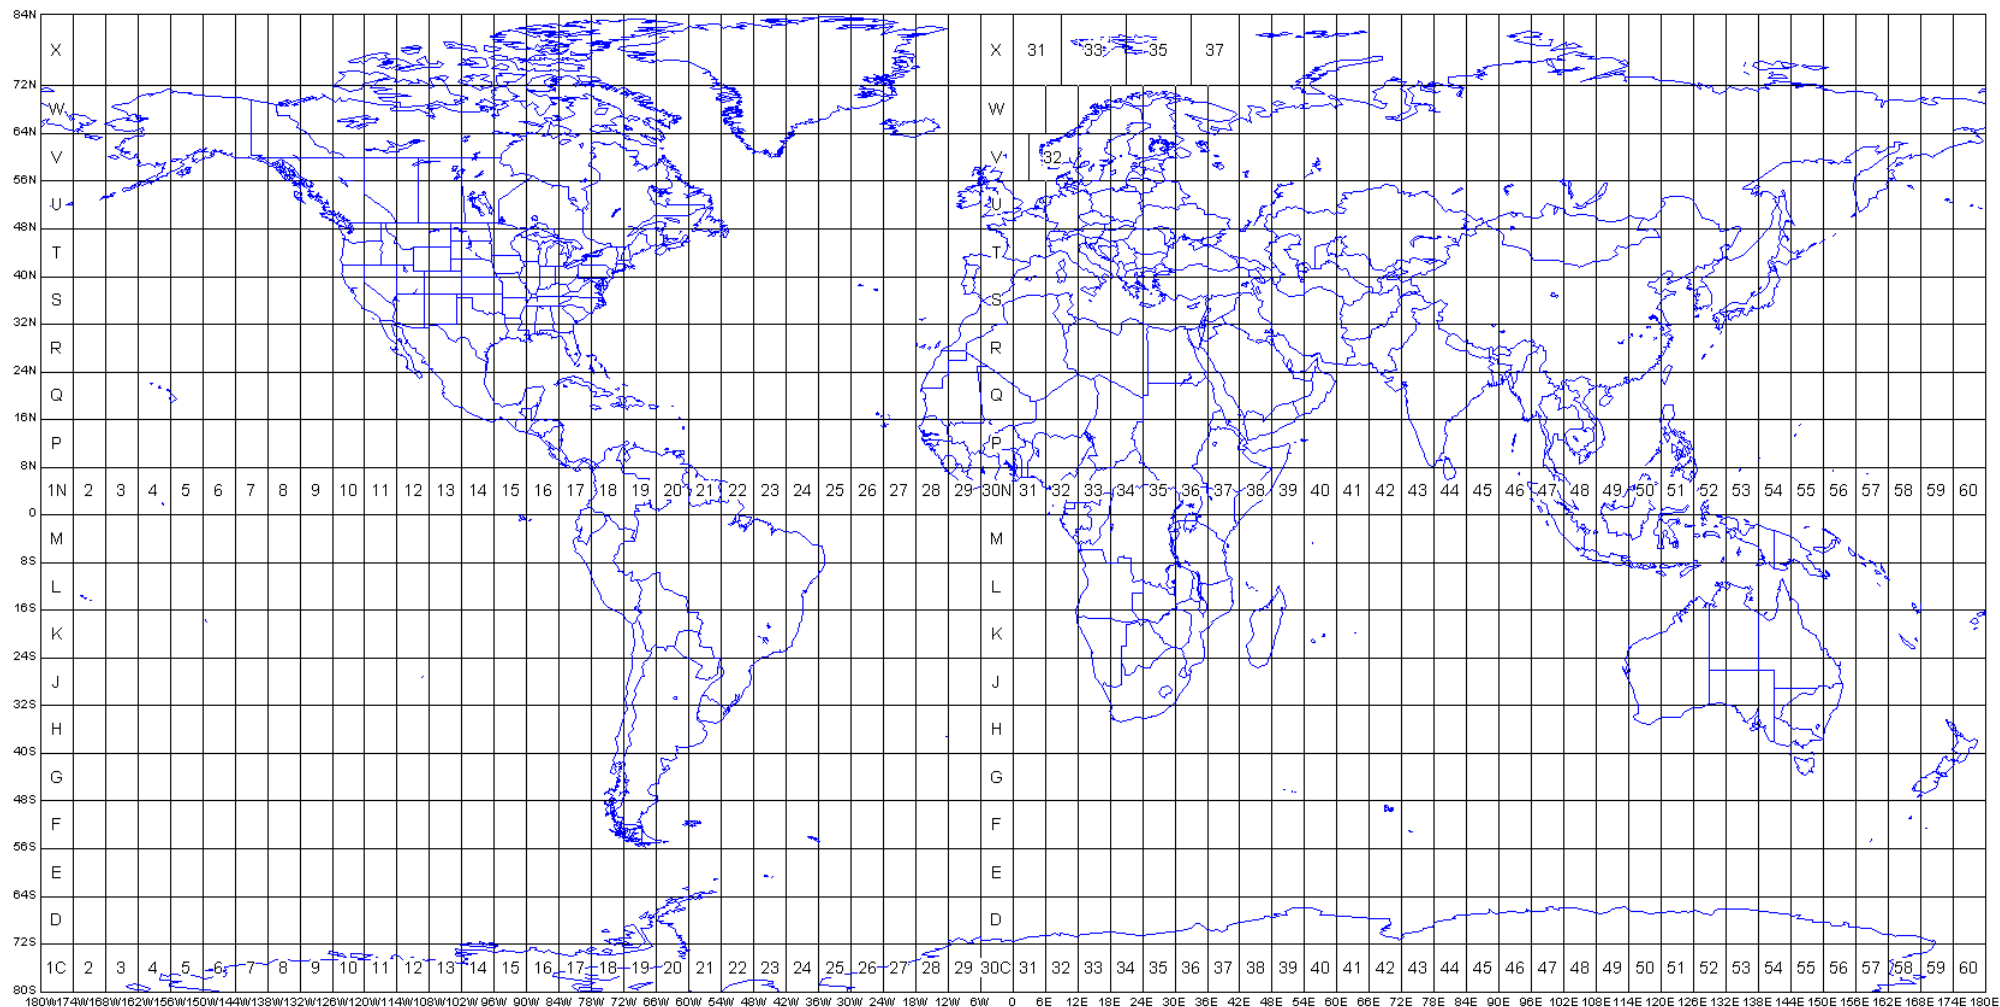 84N
X X 31 33 35 37
72N
W W
64N
V V 32
56N
U U
48N
T T
40N
S S
32N
R R
24N
Q Q
16N
P P
8N
1N 2 3 4 5 6 7 8 9 10 11 12 13 14 15 16 17 18 19 20 21 22 23 24 25 26 27 28 29 30N 31 32 33 34 35 36 37 38 39 40 41 42 43 44 45 46 47 48 49 50 51 52 53 54 55 56 57 58 59 60
0
M M
8S
L L
16S
K K
24S
J J
32S
H H
40S
G G
48S
F F
56S
E E
64S
D D
72S
1C 2 3 4 5 6 7 8 9 10 11 12 13 14 15 16 17 18 19 20 21 22 23 24 25 26 27 28 29 30C 31 32 33 34 35 36 37 38 39 40 41 42 43 44 45 46 47 48 49 50 51 52 53 54 55 56 57 58 59 60
80S
180W 174W 168W 162W 156W 150W 144W 138W 132W 126W 120W 114W 108W 102W 96W 90W 84W 78W 72W 66W 60W 54W 48W 42W 36W 30W 24W 18W 12W 6W 0 6E 12E 18E 24E 30E 36E 42E 48E 54E 60E 66E 72E 78E 84E 90E 96E 102E 108E 114E 120E 126E 132E 138E 144E 150E 156E 162E 168E 174E 180E